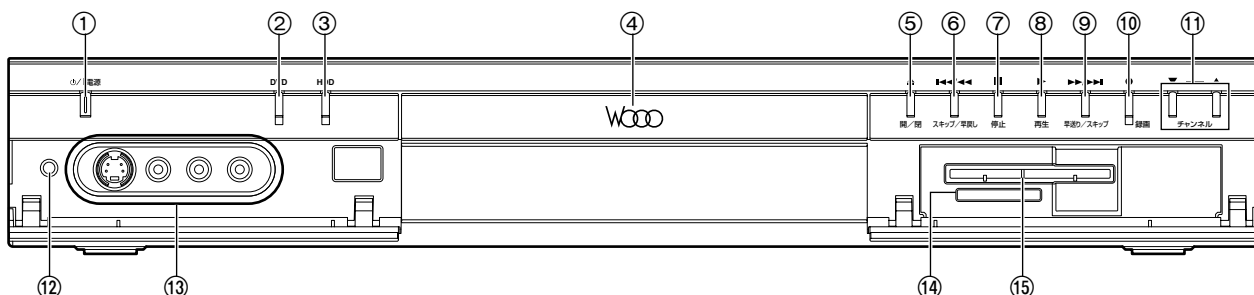 ① ② ③ ④ ⑤ ⑥ ⑦ ⑧ ⑨ ⑩ ⑪
⏻/I 電源 DVD HDD
WOOO
開/閉 スキップ/早戻し 停止 再生 早送り/スキップ 録画 チャンネル
⑫ ⑬ ⑭ ⑮